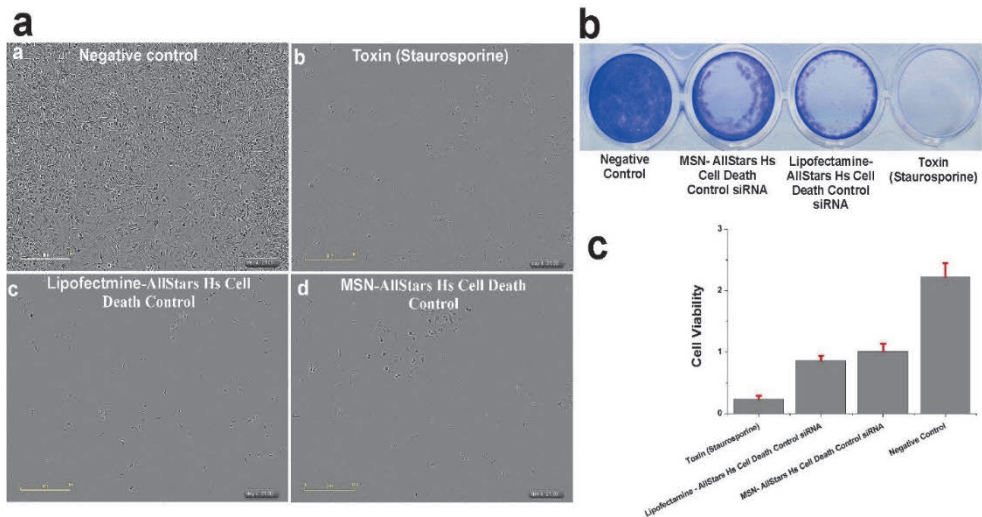 a
a
Negative control
b
Toxin (Staurosporine)
c
Lipofectmine-AllStars Hs Cell
Death Control
d
MSN-AllStars Hs Cell Death
Control
b
Negative
Control
MSN- AllStars Hs
Cell Death
Control siRNA
Lipofectamine-
AllStars Hs Cell
Death Control
siRNA
Toxin
(Staurosporine)
c
Cell Viability
3
2
1
0
Toxin (Staurosporine)
Lipofectamine - AllStars Hs Cell Death Control siRNA
MSN- AllStars Hs Cell Death Control siRNA
Negative Control